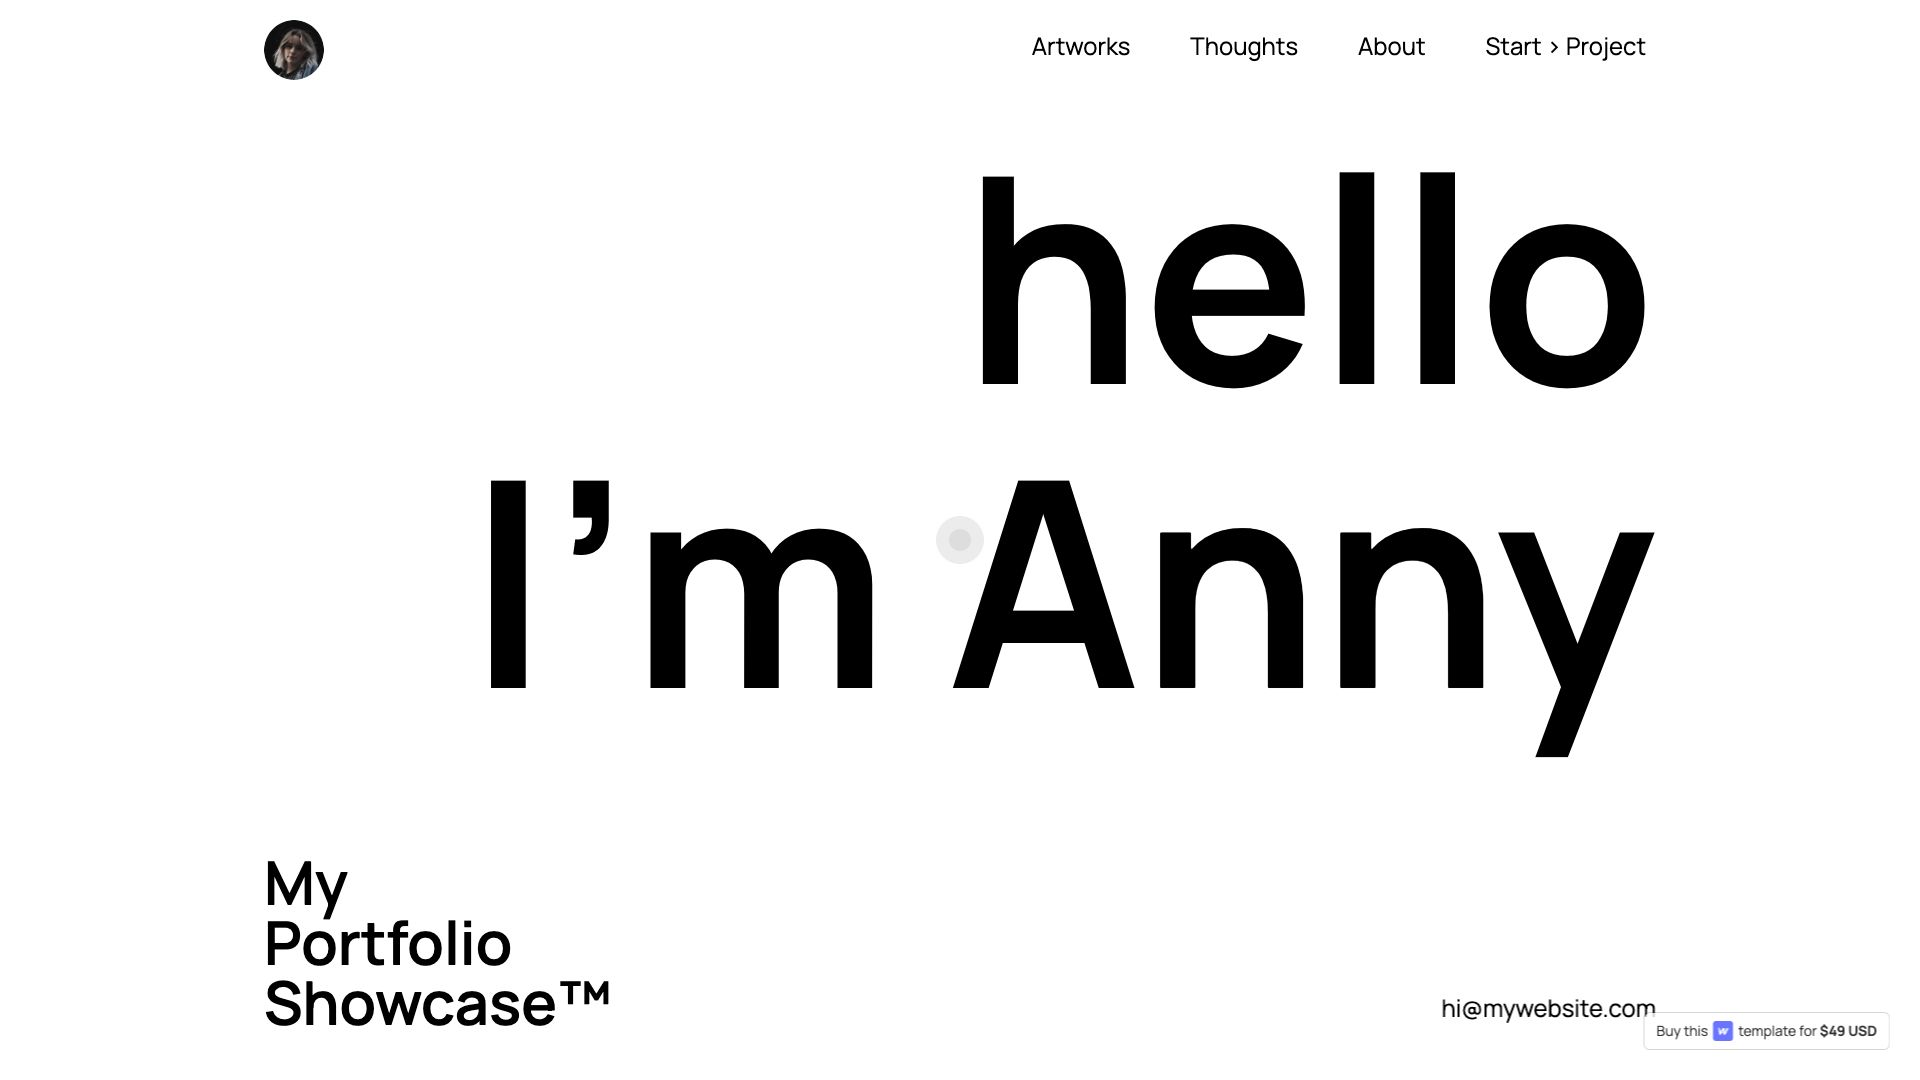 Artworks
Thoughts
About
Start > Project
hello
I’m Anny
My
Portfolio
Showcase™
hi@mywebsite.com
Buy this template for $49 USD